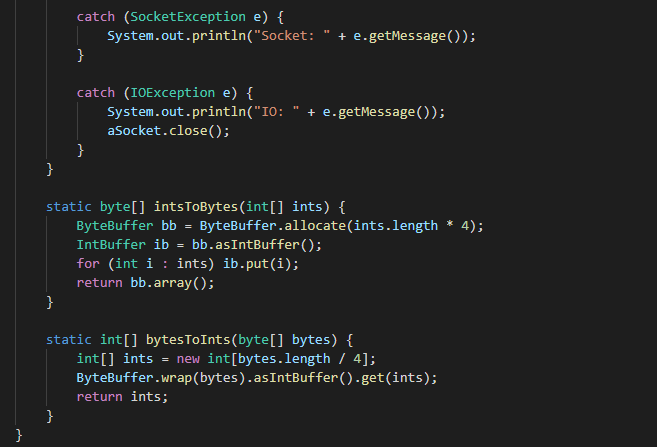 catch (SocketException e) {
System.out.println("Socket: " + e.getMessage());
}
catch (IOException e) {
System.out.println("IO: " + e.getMessage());
aSocket.close();
}
}
static byte[] intsToBytes(int[] ints) {
ByteBuffer bb = ByteBuffer.allocate(ints.length * 4);
IntBuffer ib = bb.asIntBuffer();
for (int i : ints) ib.put(i);
return bb.array();
}
static int[] bytesToInts(byte[] bytes) {
int[] ints = new int[bytes.length / 4];
ByteBuffer.wrap(bytes).asIntBuffer().get(ints);
return ints;
}
}